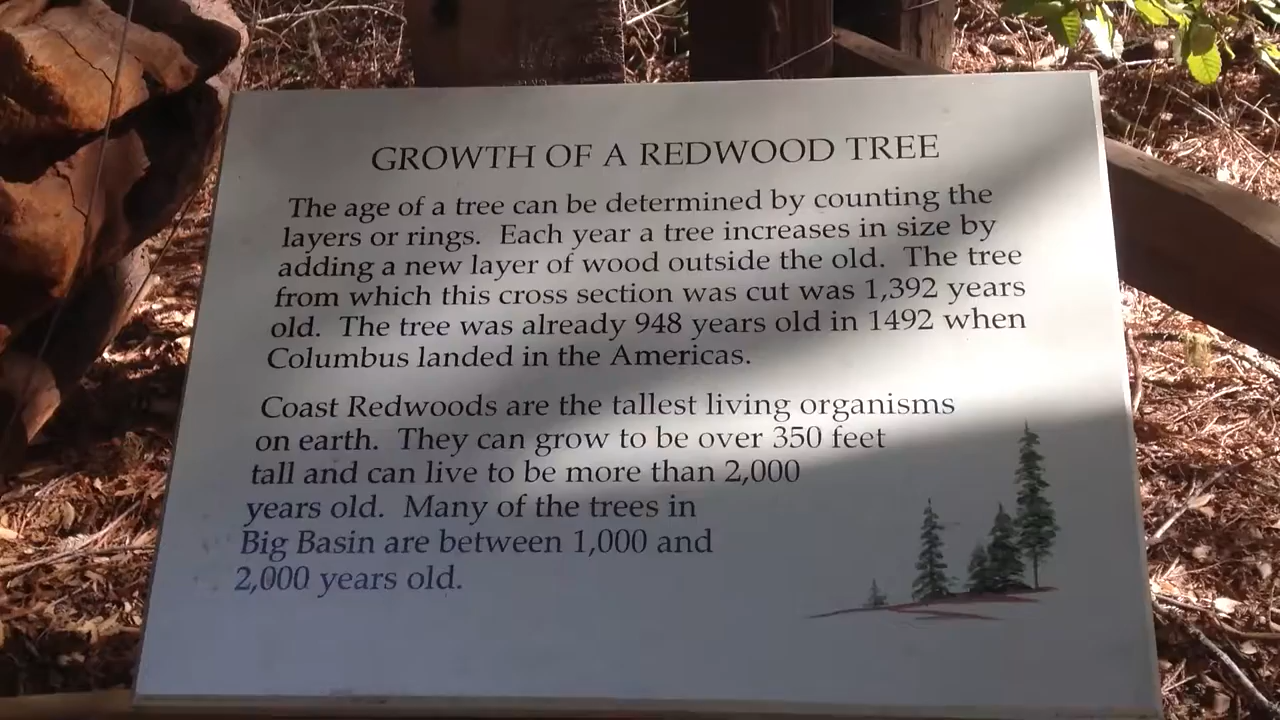 GROWTH OF A REDWOOD TREE
The age of a tree can be determined by counting the
layers or rings.  Each year a tree increases in size by
adding a new layer of wood outside the old.  The tree
from which this cross section was cut was 1,392 years
old.  The tree was already 948 years old in 1492 when
Columbus landed in the Americas.
Coast Redwoods are the tallest living organisms
on earth.  They can grow to be over 350 feet
tall and can live to be more than 2,000
years old.  Many of the trees in
Big Basin are between 1,000 and
2,000 years old.